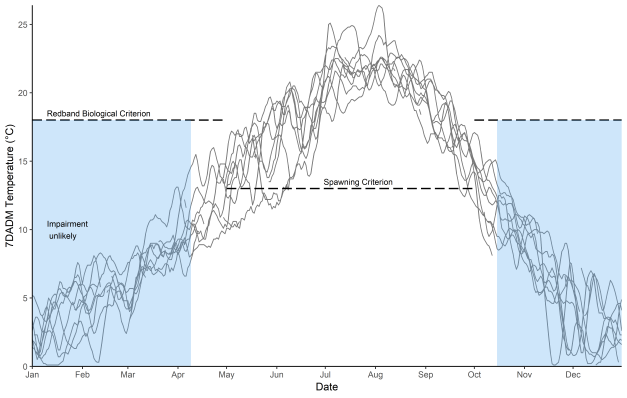 25
20
15
10
5
0
7DADM Temperature (°C)
Redband Biological Criterion
Spawning Criterion
Impairment
unlikely
Jan Feb Mar Apr May Jun Jul Aug Sep Oct Nov Dec
Date